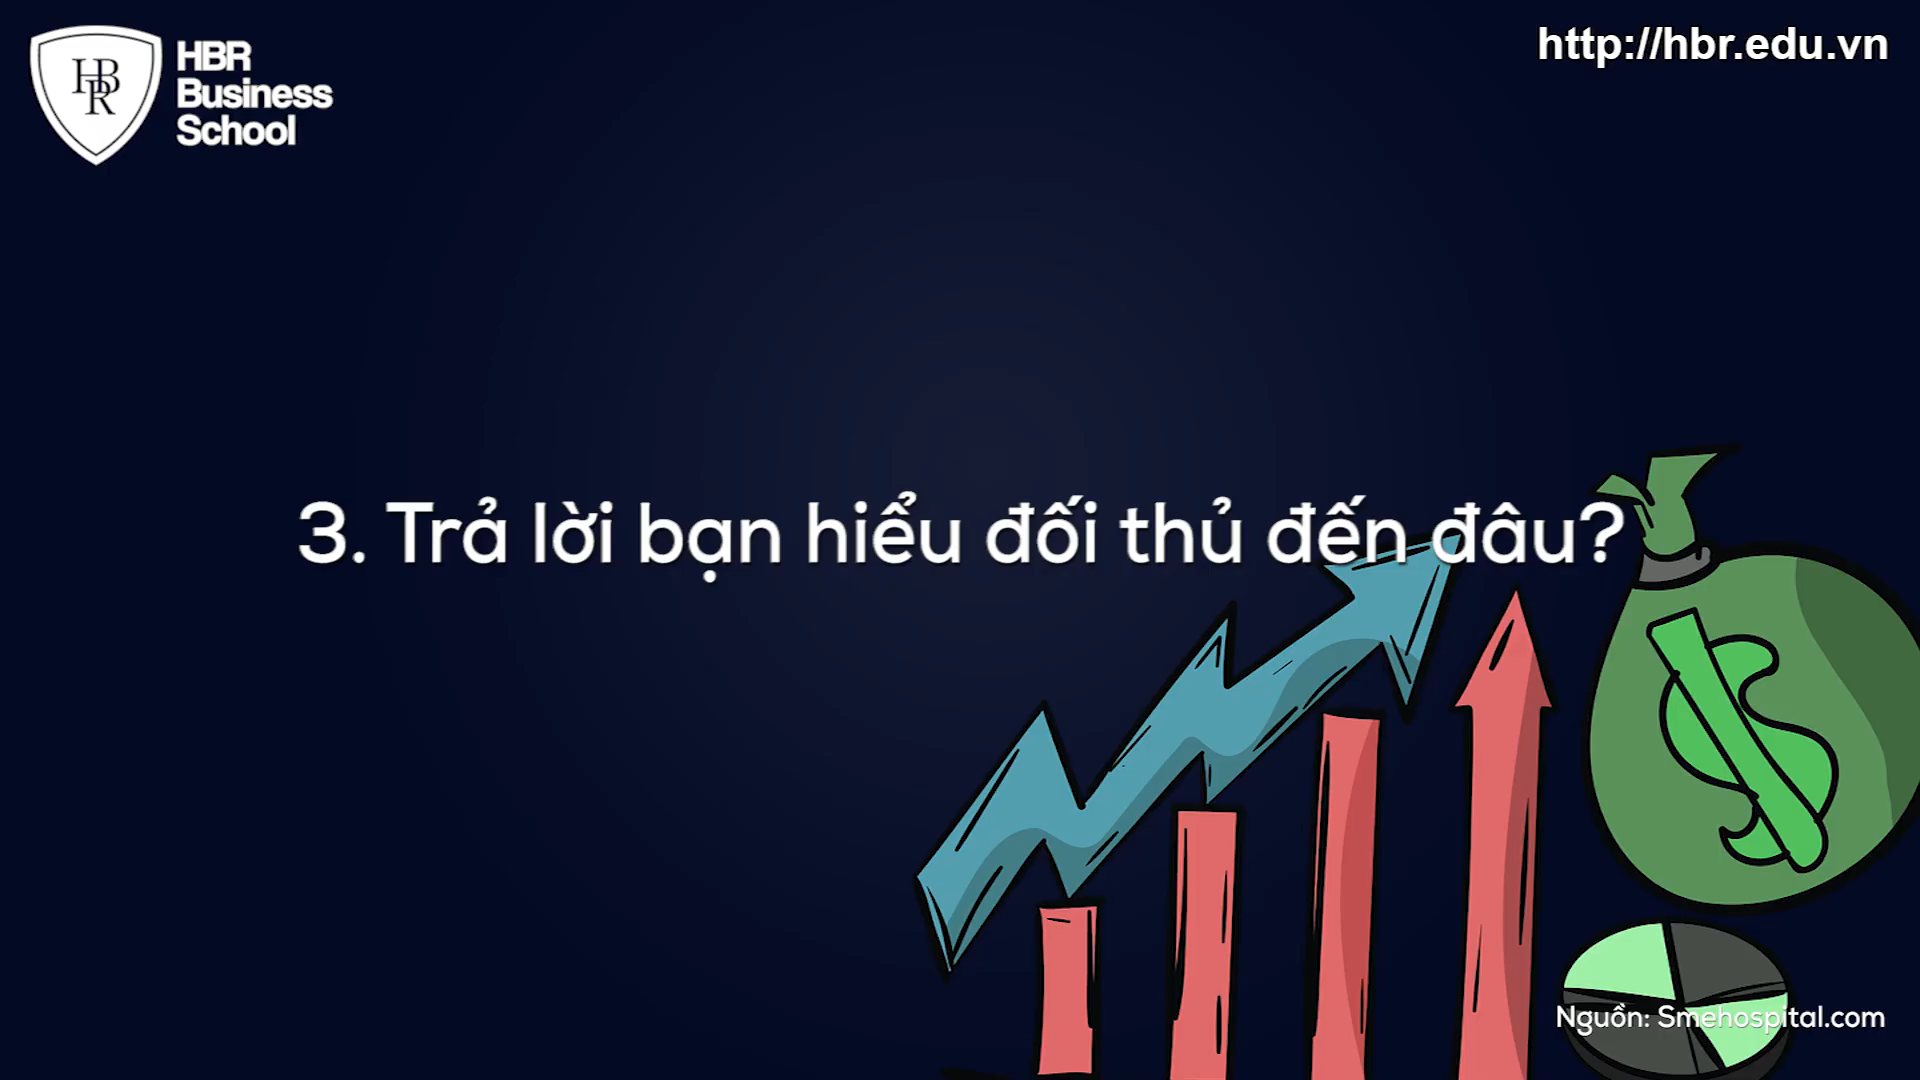 HBR
HBR
Business
School
http://hbr.edu.vn
3. Trả lời bạn hiểu đối thủ đến đâu?
Nguồn: Smehospital.com